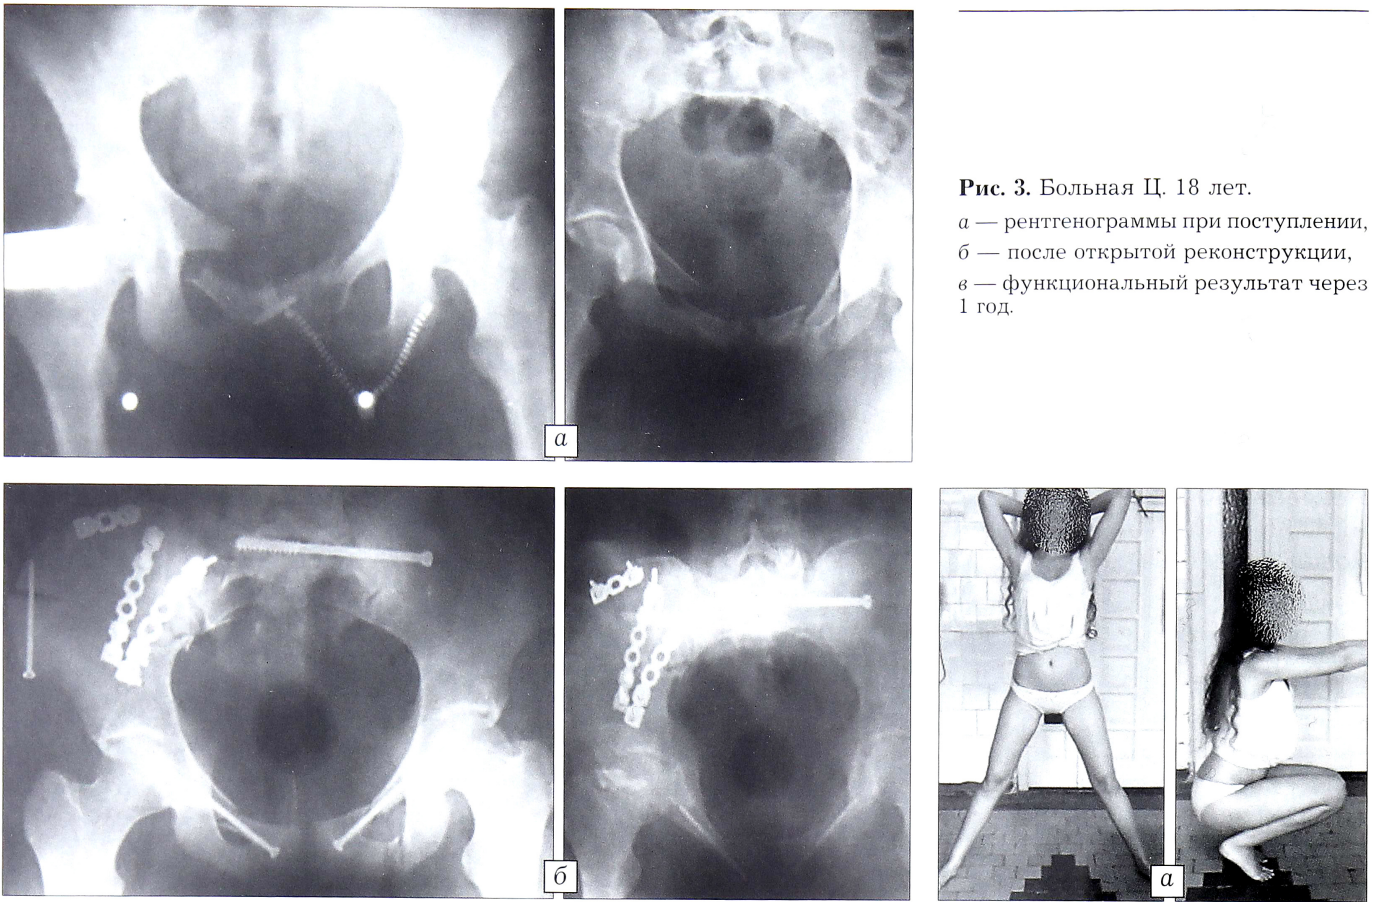 Рис. 3. Больная Ц. 18 лет.
а — рентгенограммы при поступлении,
б — после открытой реконструкции,
в — функциональный результат через
1 год.
а
б
а